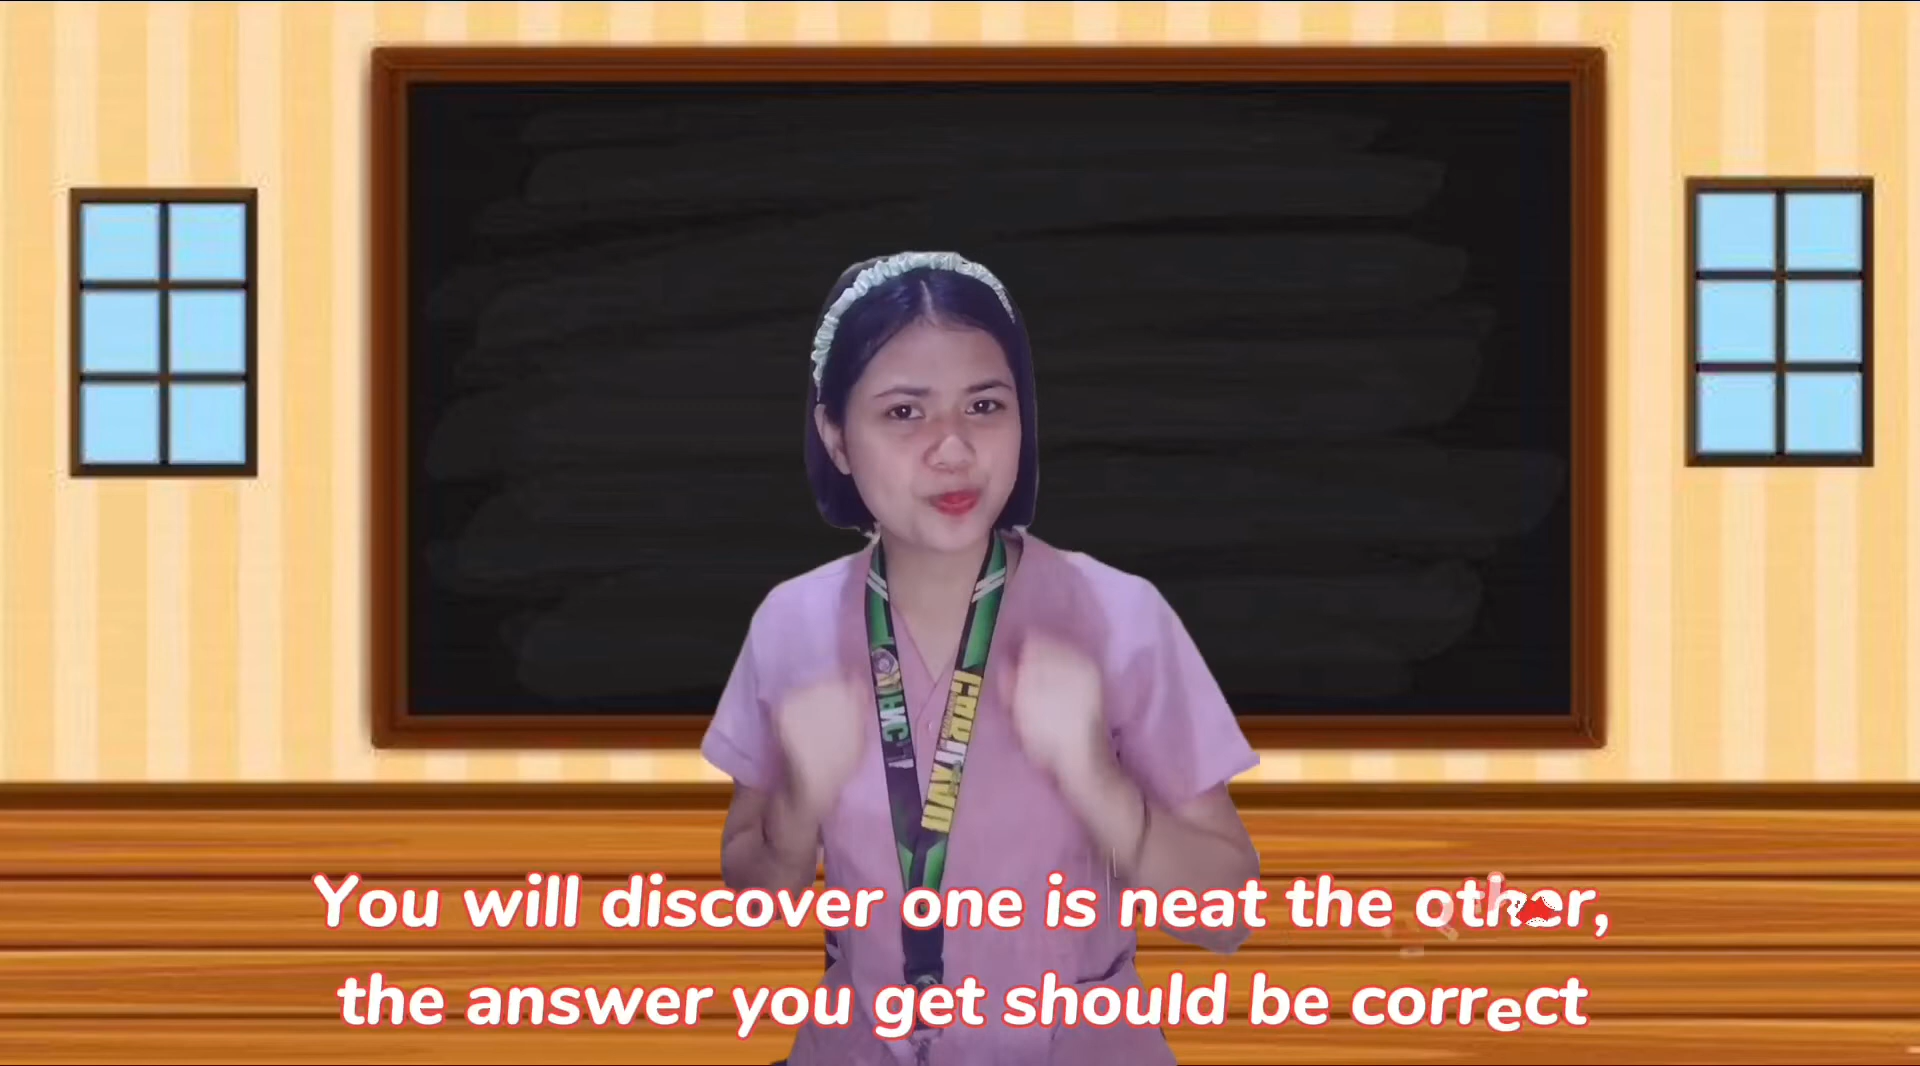 You will discover one is neat the other,
the answer you get should be correct